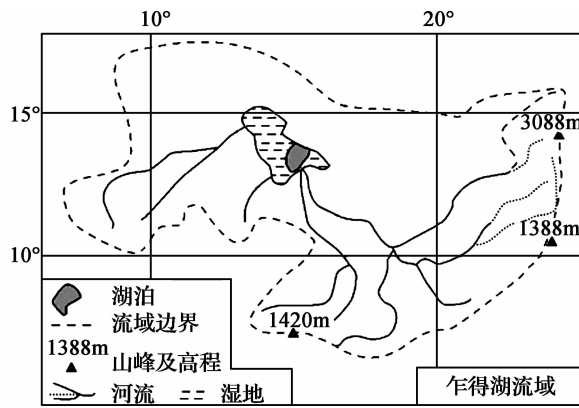 10° 20°
15°
3088m
1388m
10°
1420m
湖泊
流域边界
1388m 山峰及高程
河流 湿地
乍得湖流域